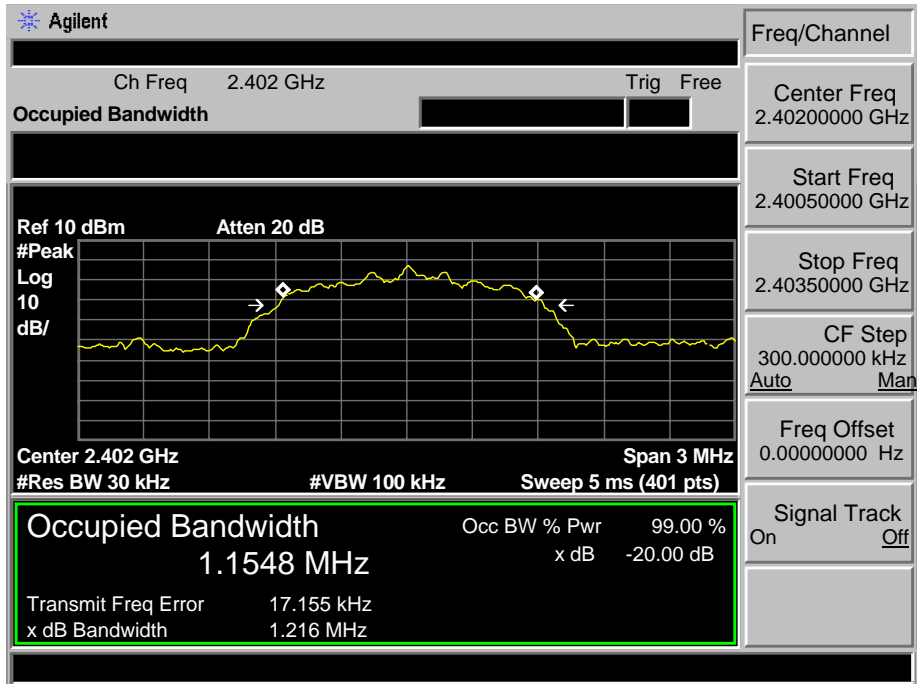 Agilent
Freq/Channel
Ch Freq 2.402 GHz Trig Free
Occupied Bandwidth
Center Freq
2.40200000 GHz
Start Freq
2.40050000 GHz
Stop Freq
2.40350000 GHz
CF Step
300.000000 kHz
Auto Man
Freq Offset
0.00000000 Hz
Signal Track
On Off
Ref 10 dBm Atten 20 dB
#Peak
Log
10
dB/
Center 2.402 GHz Span 3 MHz
#Res BW 30 kHz #VBW 100 kHz Sweep 5 ms (401 pts)
Occupied Bandwidth Occ BW % Pwr 99.00 %
1.1548 MHz x dB -20.00 dB
Transmit Freq Error 17.155 kHz
x dB Bandwidth 1.216 MHz